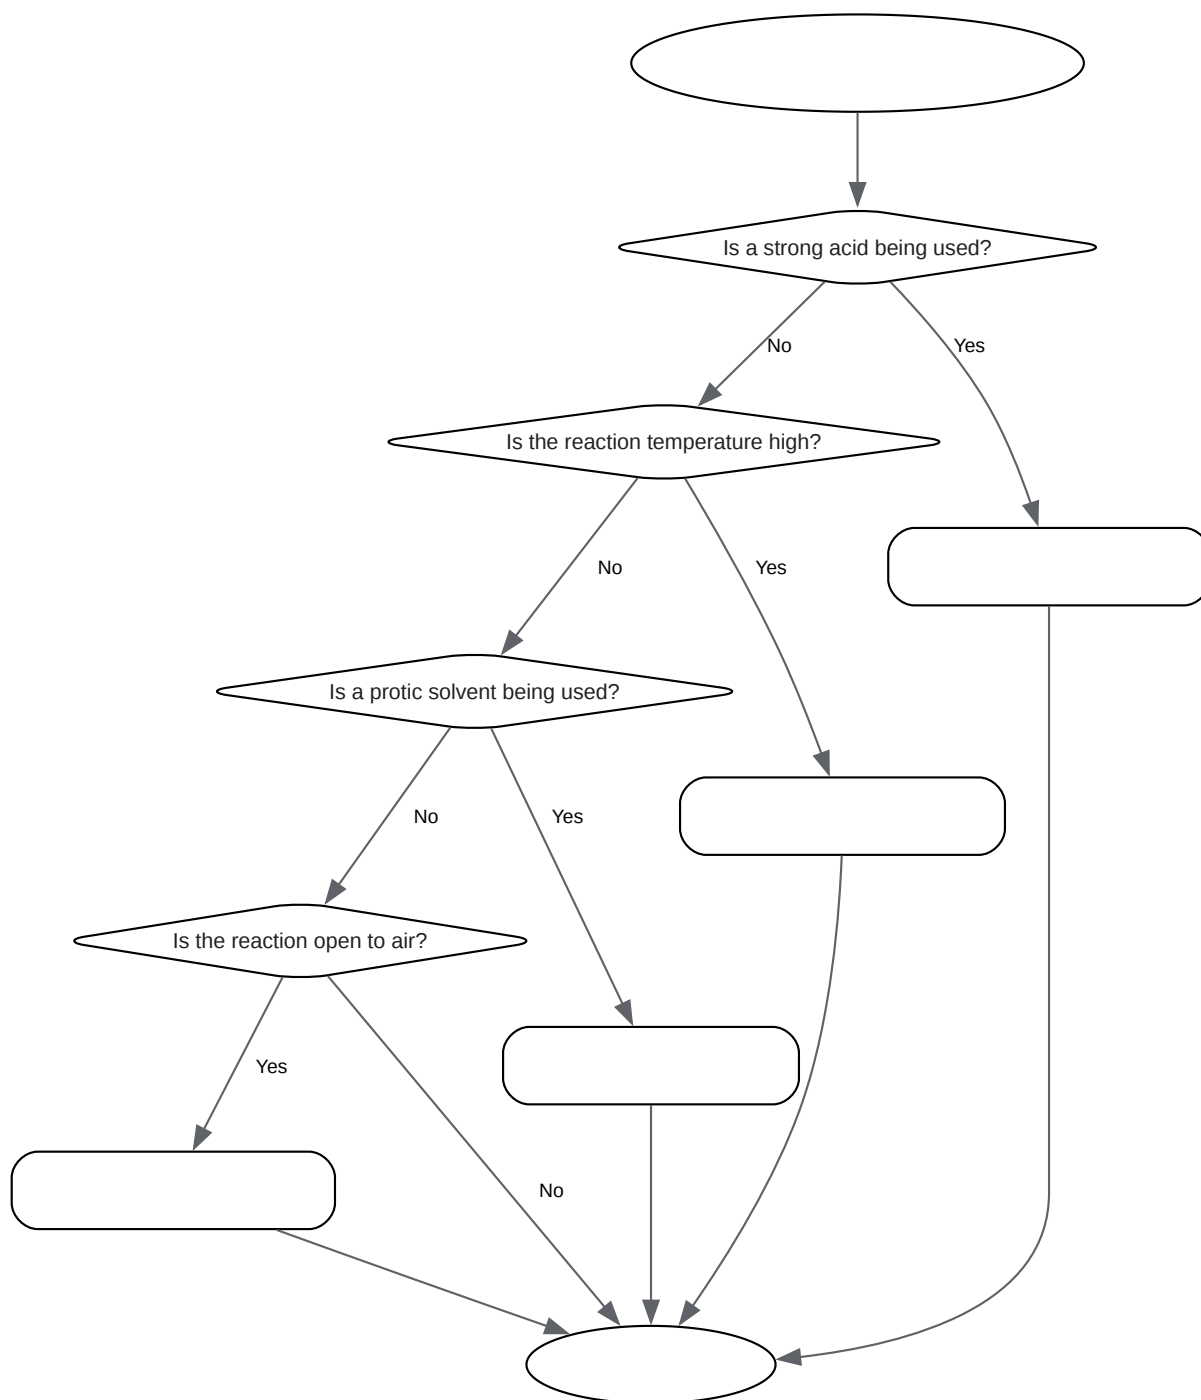 Is a strong acid being used?
No
Yes
Is the reaction temperature high?
No
Yes
Is a protic solvent being used?
No
Yes
Is the reaction open to air?
Yes
No